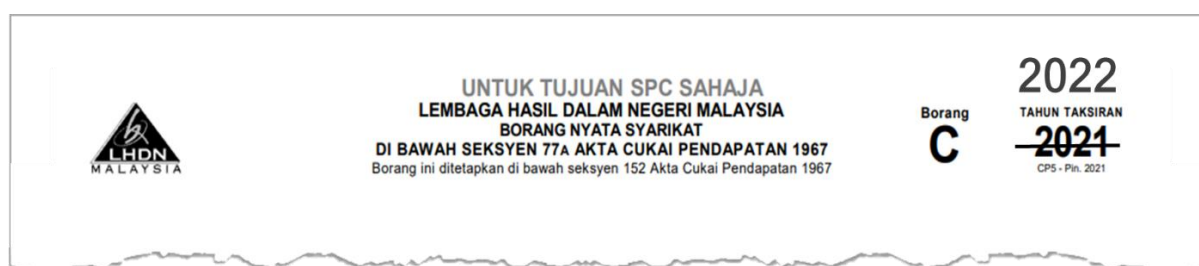 LHDN
MALAYSIA
UNTUK TUJUAN SPC SAHAJA
LEMBAGA HASIL DALAM NEGERI MALAYSIA
BORANG NYATA SYARIKAT
DI BAWAH SEKSYEN 77A AKTA CUKAI PENDAPATAN 1967
Borang ini ditetapkan di bawah seksyen 152 Akta Cukai Pendapatan 1967
Borang
C
2022
TAHUN TAKSIRAN
2021
CP5 - Pin. 2021